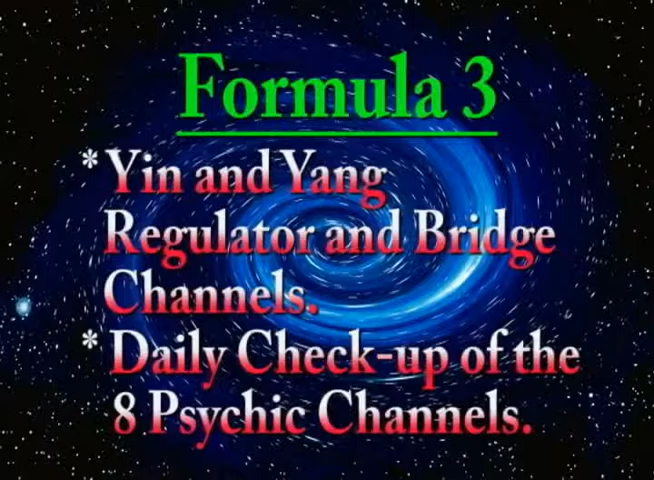 Formula 3
* Yin and Yang
Regulator and Bridge
Channels.
* Daily Check-up of the
8 Psychic Channels.